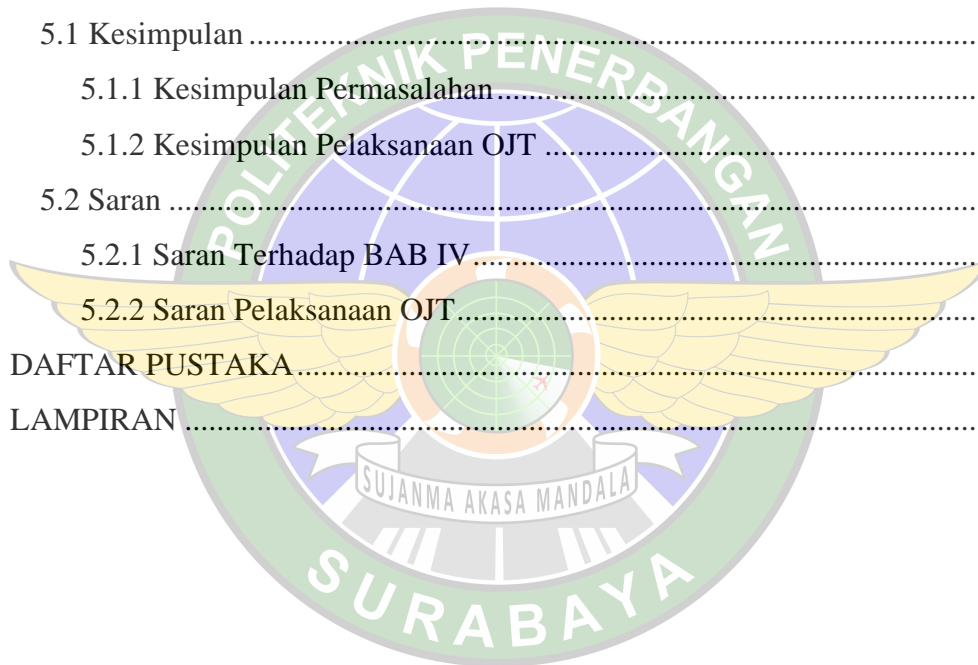 5.1 Kesimpulan ..........................................................................................
5.1.1 Kesimpulan Permasalahan ............................................................
5.1.2 Kesimpulan Pelaksanaan OJT ......................................................
5.2 Saran ....................................................................................................
5.2.1 Saran Terhadap BAB IV ...............................................................
5.2.2 Saran Pelaksanaan OJT .................................................................
DAFTAR PUSTAKA .....................................................................................
LAMPIRAN ...................................................................................................
POLITEKNIK PENERBANGAN
SUJANMA AKASA MANDALA
SURABAYA